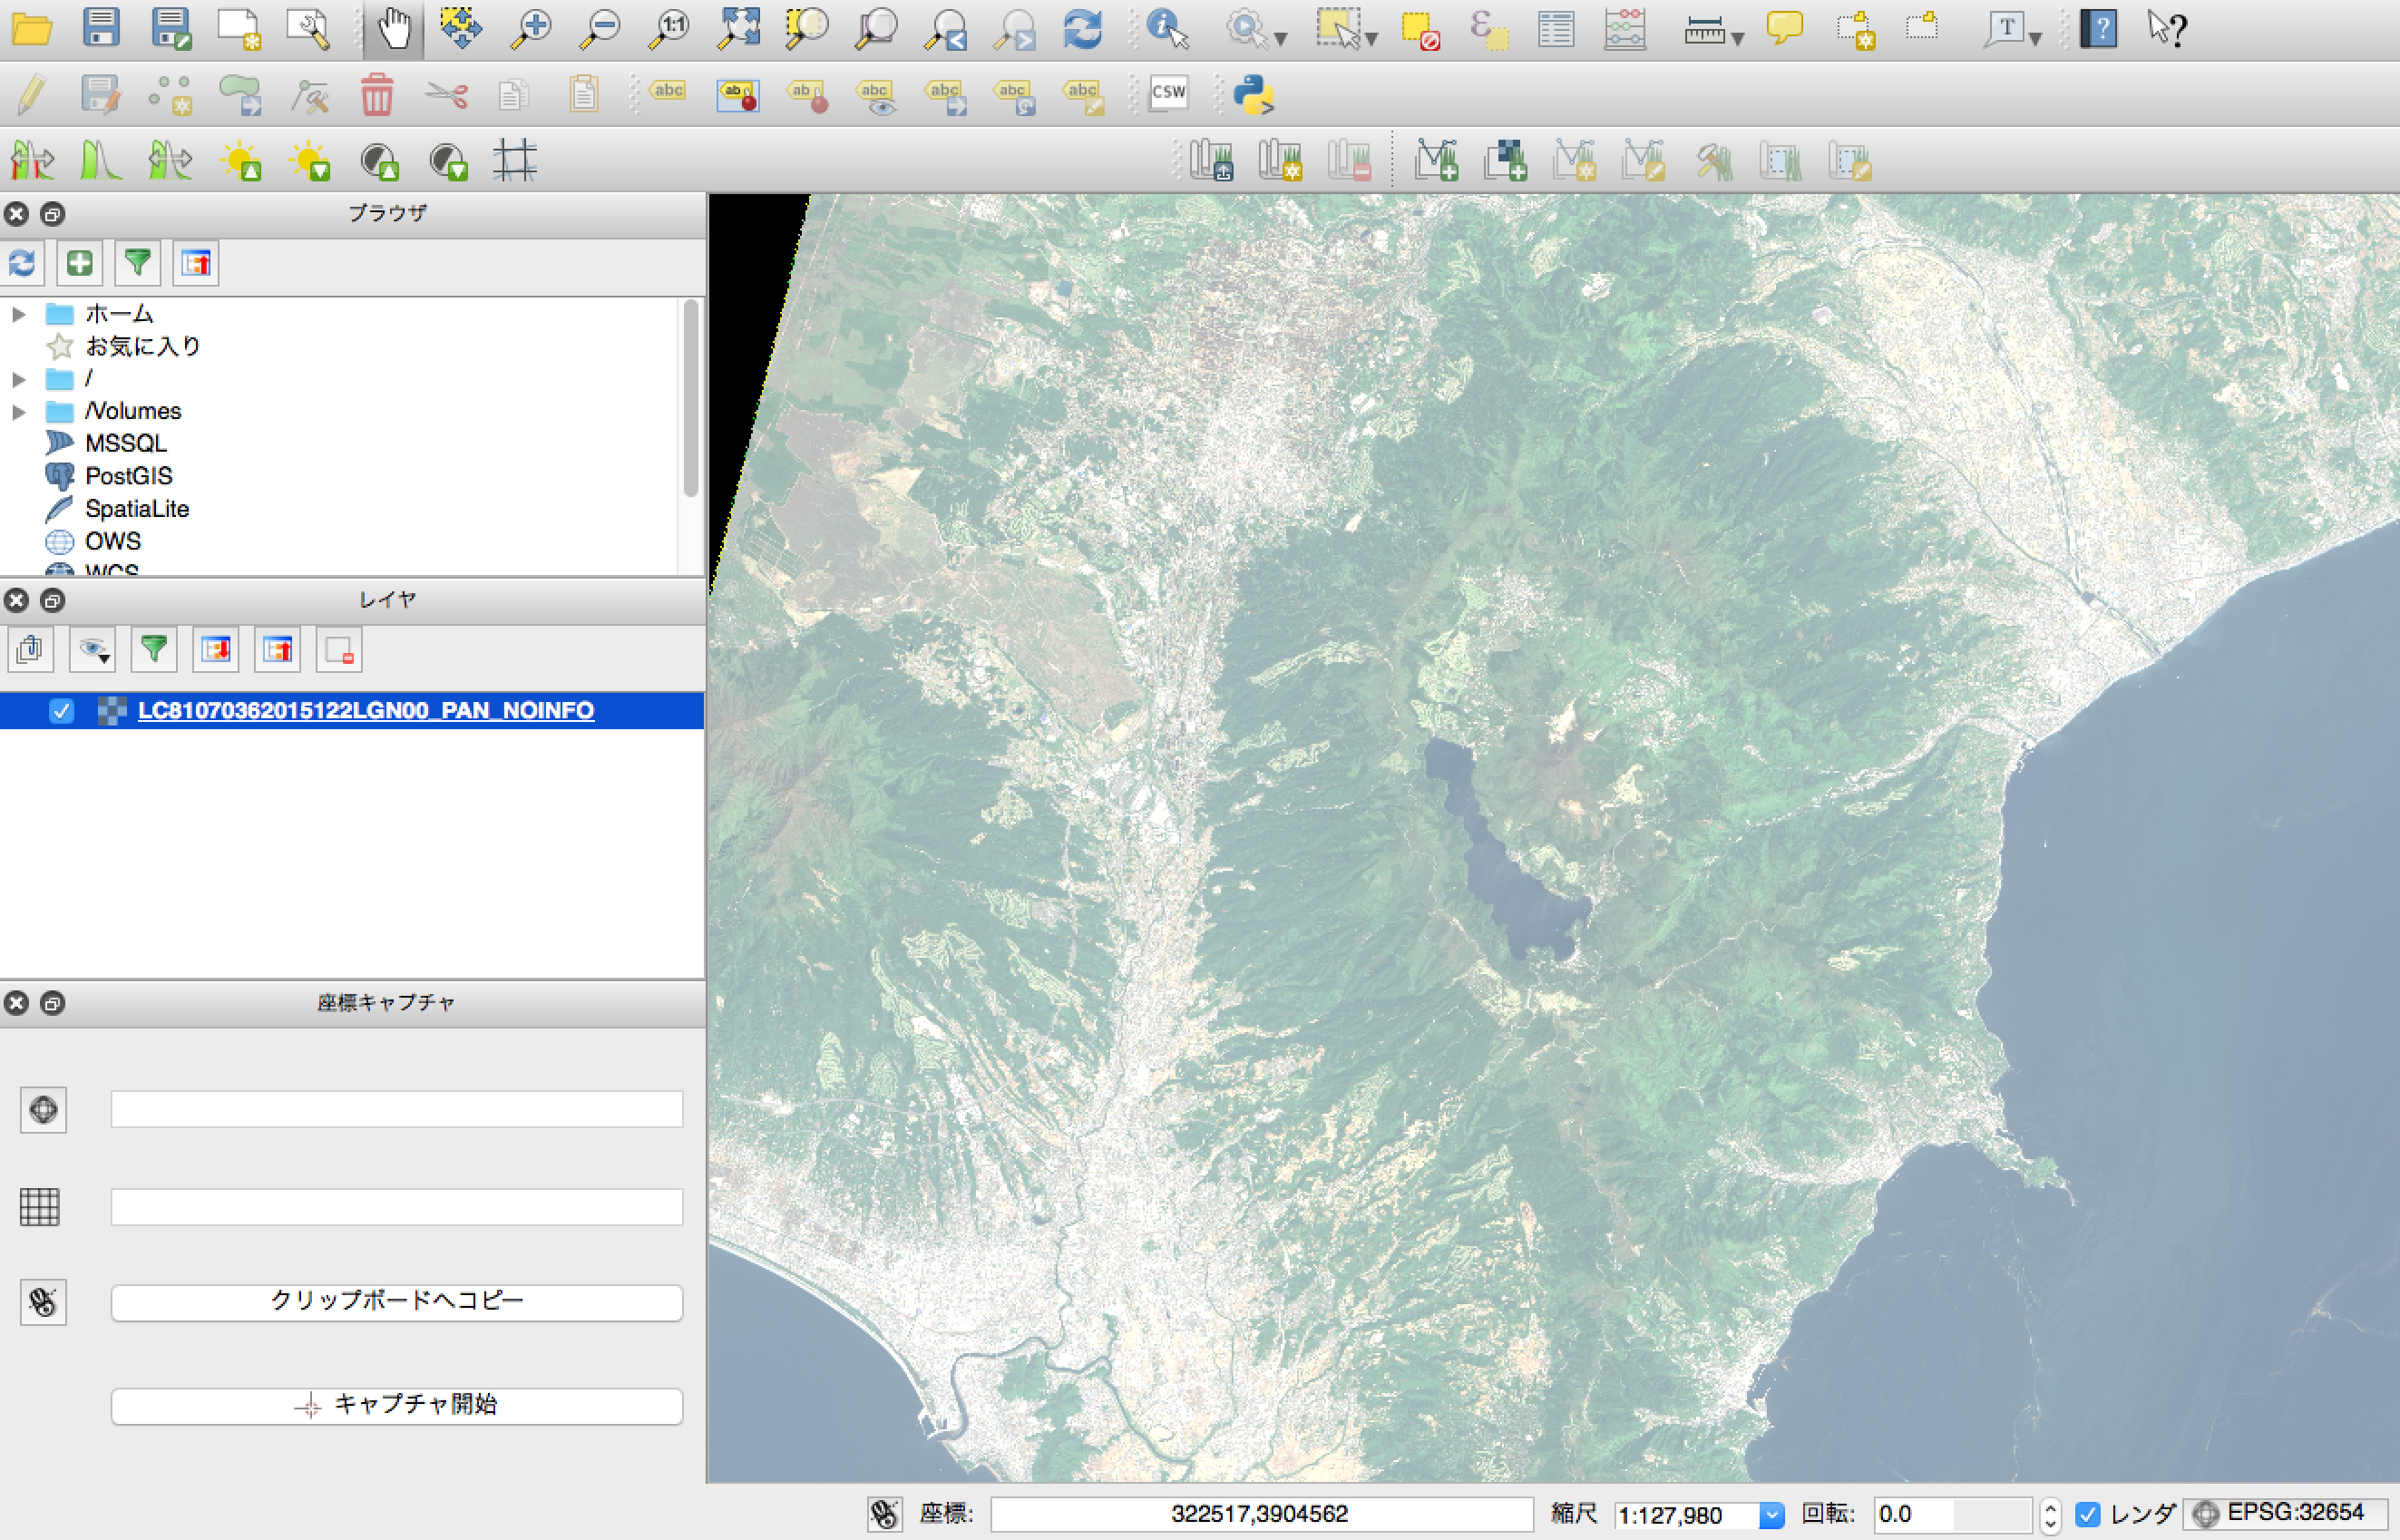 1:1
T
?
?
abc
ab
ab
abc
abc
abc
abc
CSW
ブラウザ
ホーム
お気に入り
/
/Volumes
MSSQL
PostGIS
SpatiaLite
OWS
WCS
レイヤ
LC81070362015122LGN00_PAN_NOINFO
座標キャプチャ
クリップボードへコピー
キャプチャ開始
座標: 322517,3904562 縮尺 1:127,980 回転: 0.0 レンダ EPSG:32654